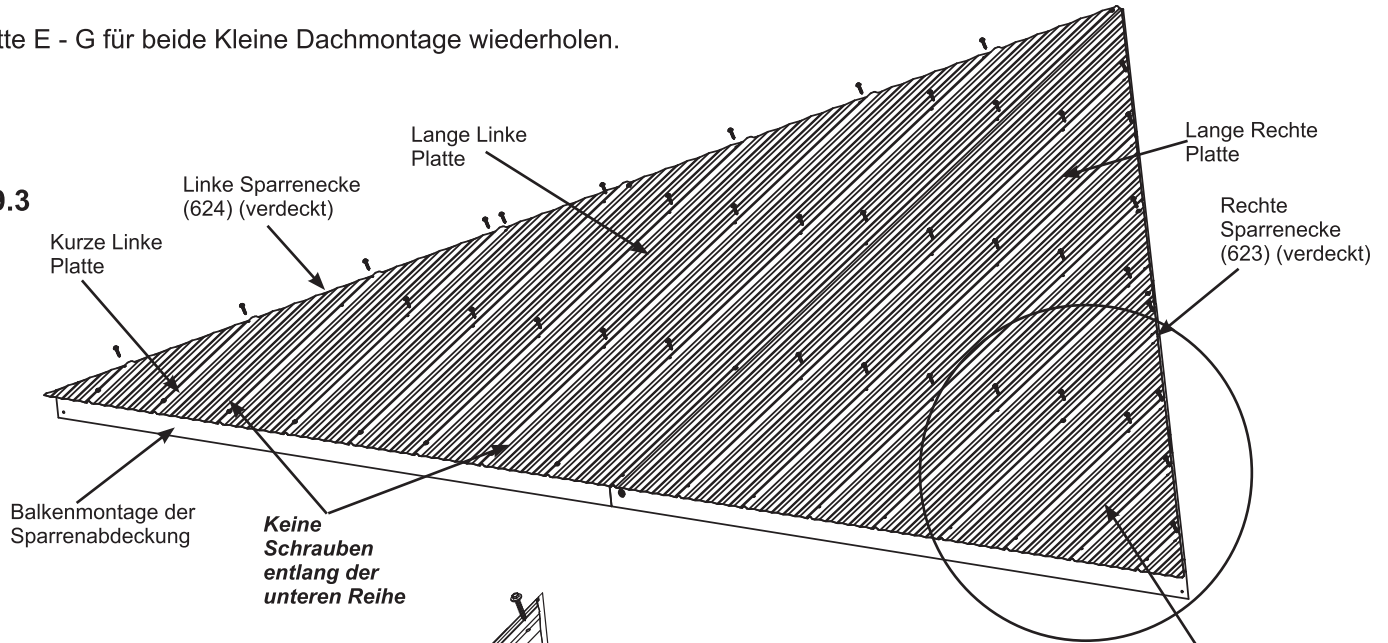 E - G für beide Kleine Dachmontage wiederholen.
Lange Linke
Platte
Lange Rechte
Platte
Linke Sparrenecke
(624) (verdeckt)
.3
Rechte
Sparrenecke
(623) (verdeckt)
Kurze Linke
Platte
Balkenmontage der
Sparrenabdeckung
Keine
Schrauben
entlang der
unteren Reihe